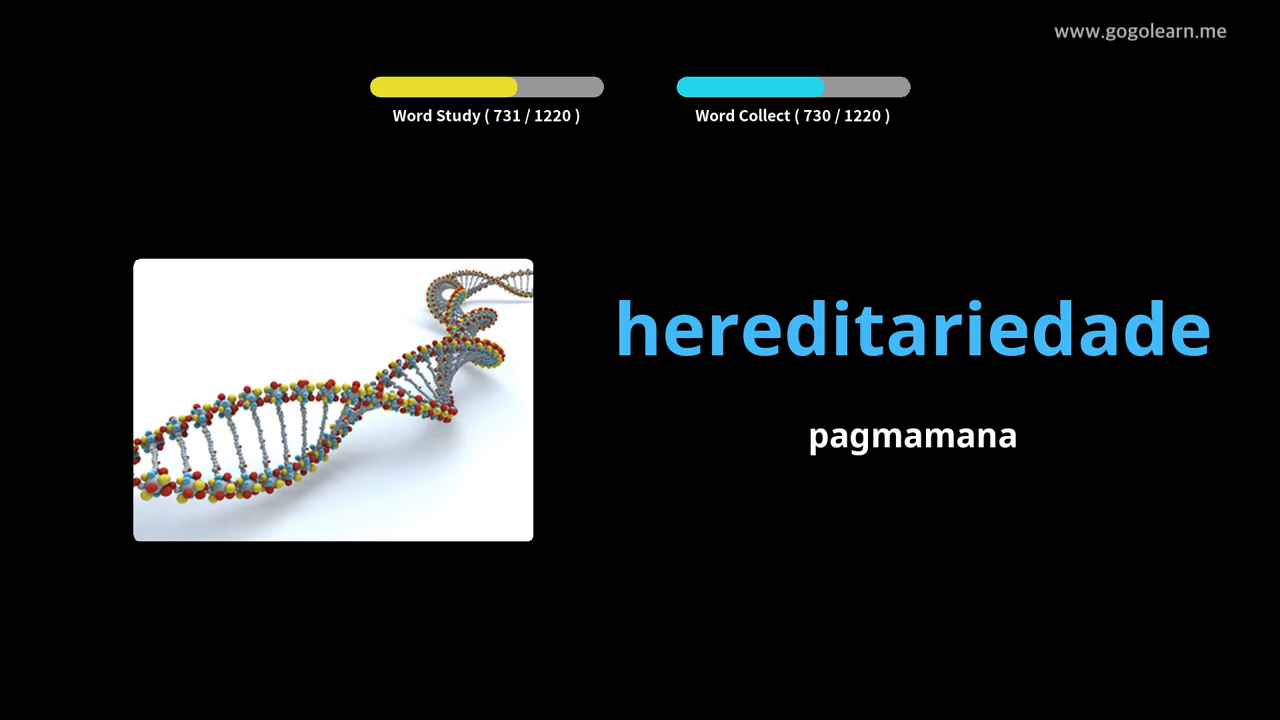 www.gogolearn.me
Word Study ( 731 / 1220 )
Word Collect ( 730 / 1220 )
hereditariedade
pagmamana